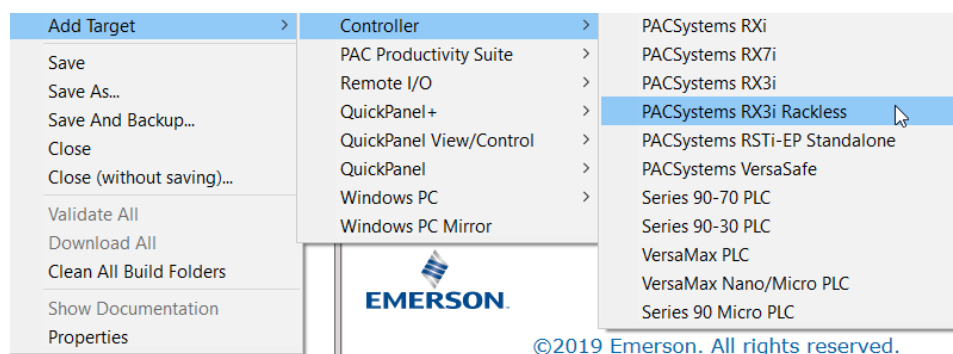 Add Target >
Save
Save As...
Save And Backup...
Close
Close (without saving)...
Validate All
Download All
Clean All Build Folders
Show Documentation
Properties
Controller >
PAC Productivity Suite >
Remote I/O >
QuickPanel+ >
QuickPanel View/Control >
QuickPanel >
Windows PC >
Windows PC Mirror
PACSystems RXi
PACSystems RX7i
PACSystems RX3i
PACSystems RX3i Rackless
PACSystems RSTi-EP Standalone
PACSystems VersaSafe
Series 90-70 PLC
Series 90-30 PLC
VersaMax PLC
VersaMax Nano/Micro PLC
Series 90 Micro PLC
EMERSON.
©2019 Emerson. All rights reserved.